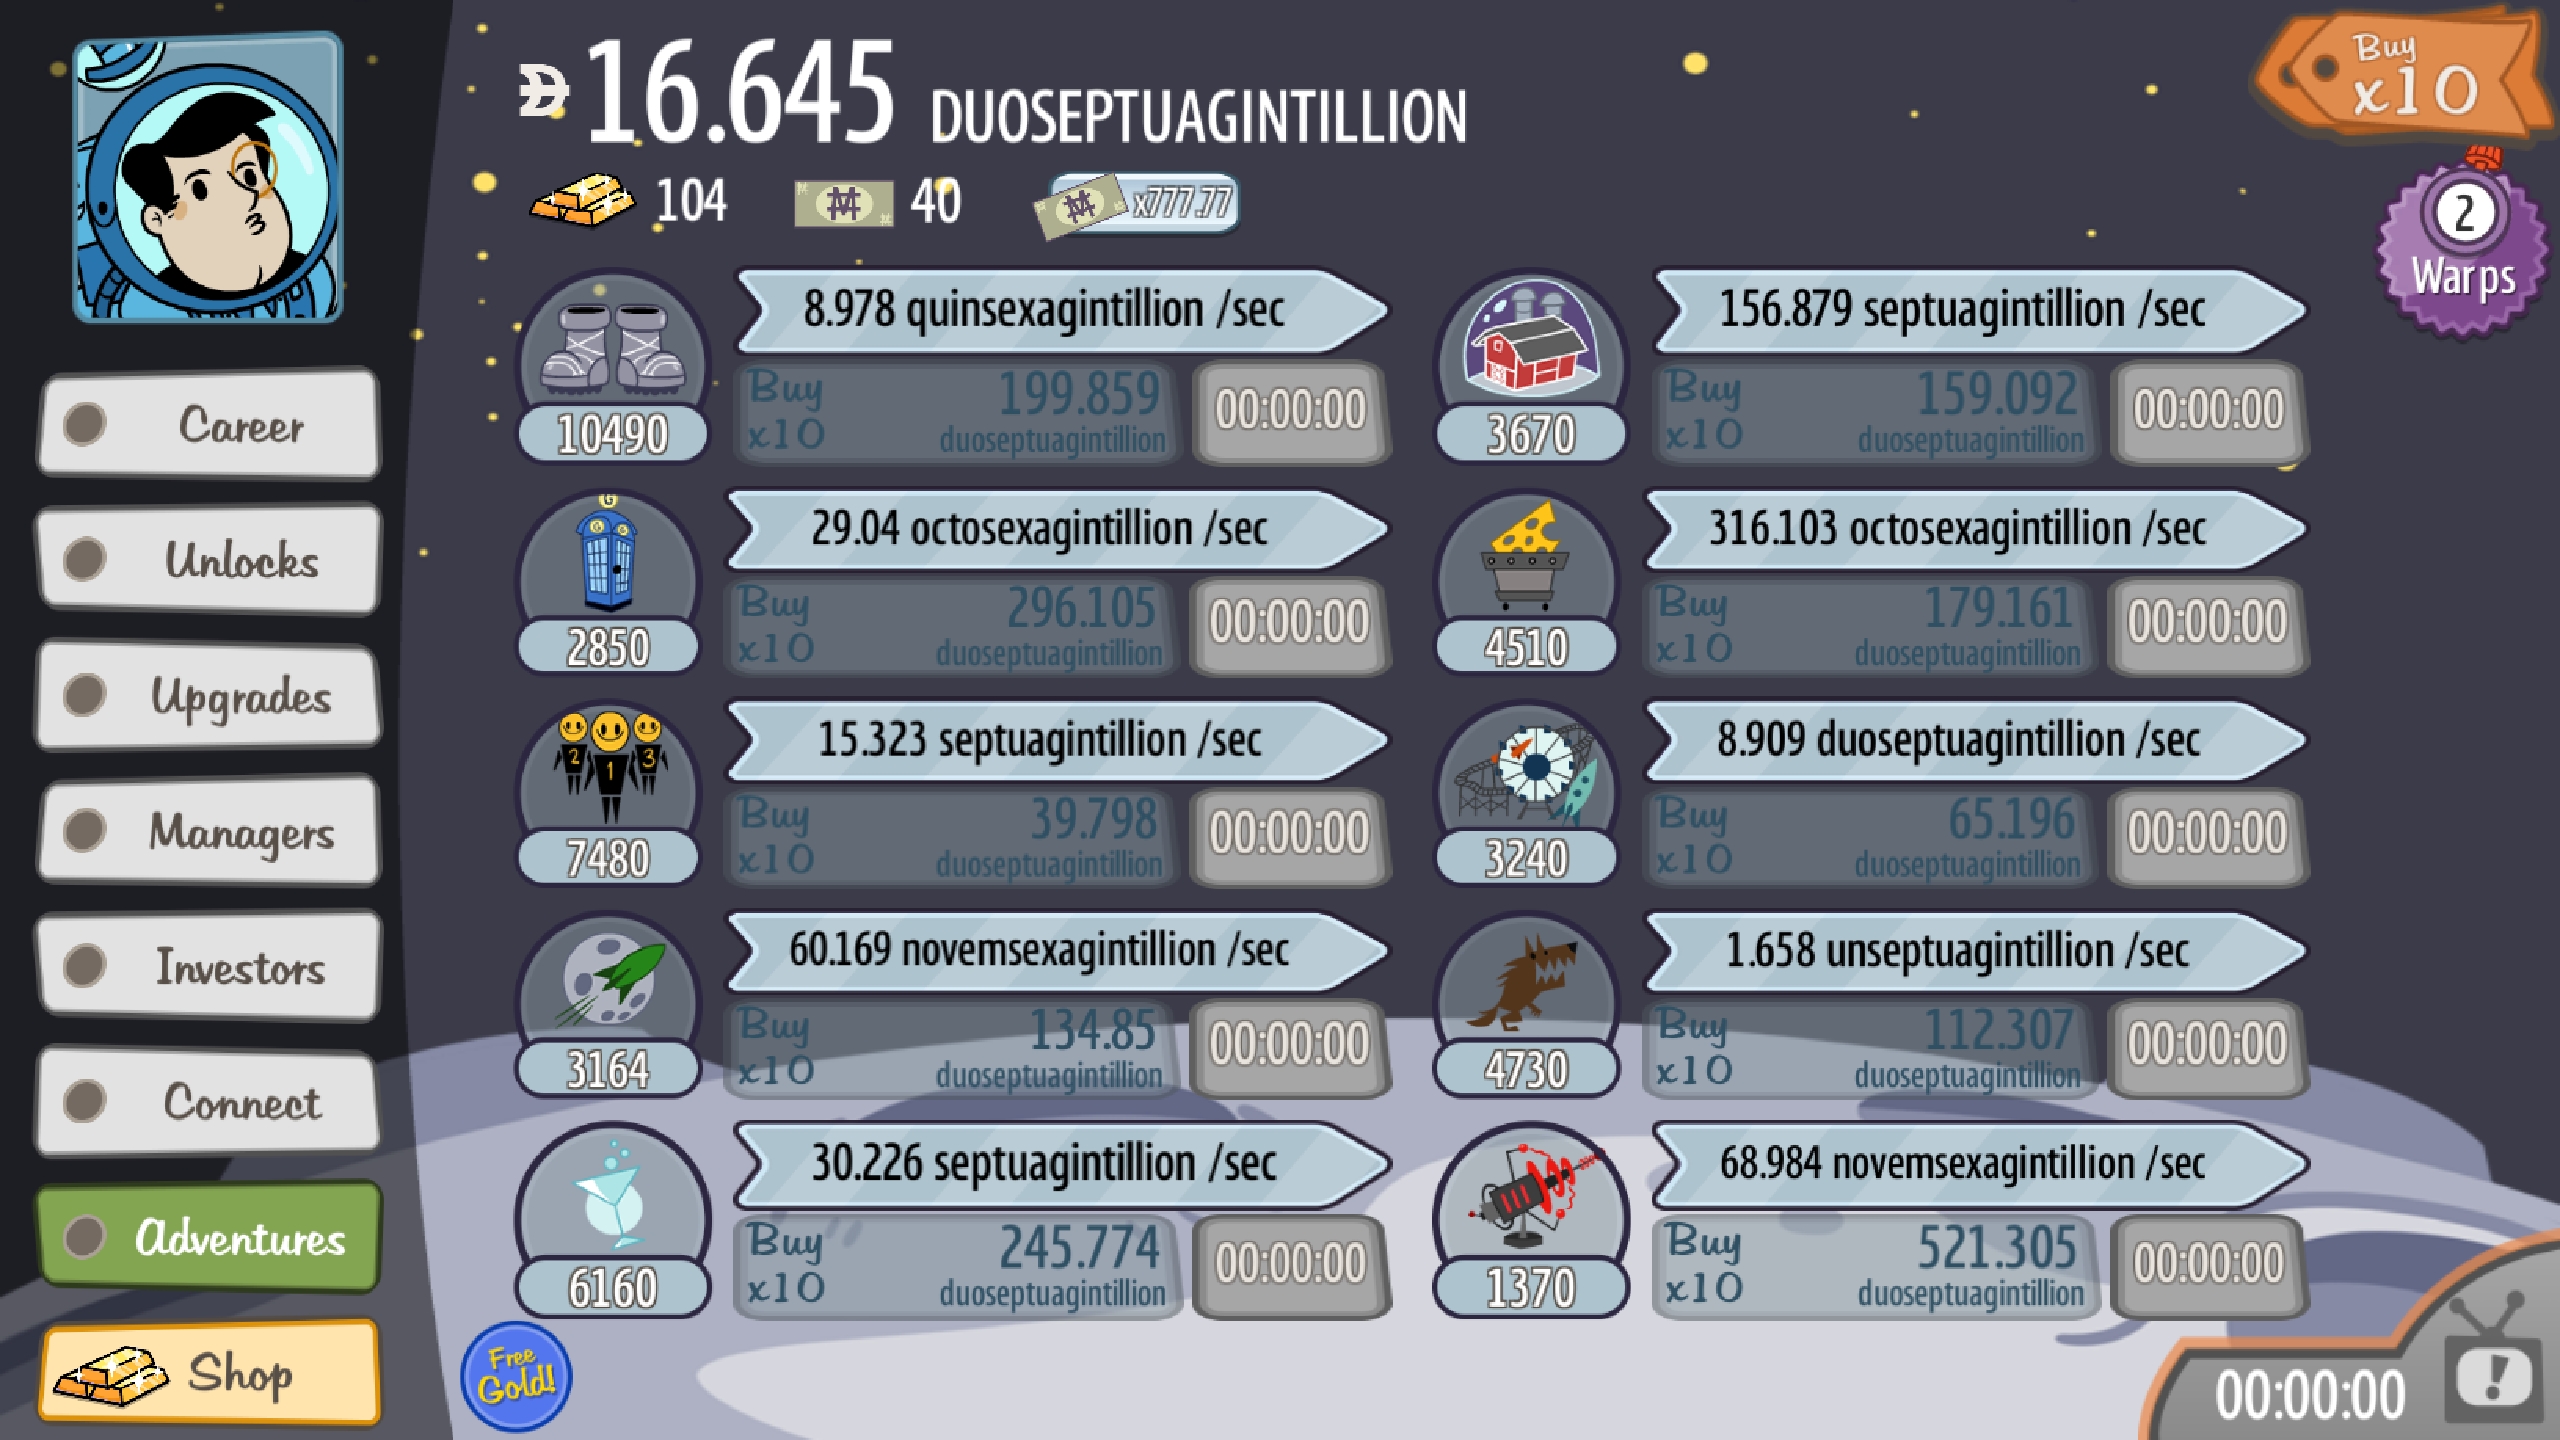 16.645 DUOSEPTUAGINTILLION
Buy
x10
104
40
x777.77
2
Warps
Career
Unlocks
Upgrades
Managers
Investors
Connect
Adventures
Shop
8.978 quinsexagintillion /sec
Buy
x10
199.859
duoseptuagintillion
00:00:00
10490
156.879 septuagintillion /sec
Buy
x10
159.092
duoseptuagintillion
00:00:00
3670
29.04 octosexagintillion /sec
Buy
x10
296.105
duoseptuagintillion
00:00:00
2850
316.103 octosexagintillion /sec
Buy
x10
179.161
duoseptuagintillion
00:00:00
4510
2
1
3
15.323 septuagintillion /sec
Buy
x10
39.798
duoseptuagintillion
00:00:00
7480
8.909 duoseptuagintillion /sec
Buy
x10
65.196
duoseptuagintillion
00:00:00
3240
60.169 novemsexagintillion /sec
Buy
x10
134.85
duoseptuagintillion
00:00:00
3164
1.658 unseptuagintillion /sec
Buy
x10
112.307
duoseptuagintillion
00:00:00
4730
30.226 septuagintillion /sec
Buy
x10
245.774
duoseptuagintillion
00:00:00
6160
68.984 novemsexagintillion /sec
Buy
x10
521.305
duoseptuagintillion
00:00:00
1370
Free
Gold!
00:00:00
!